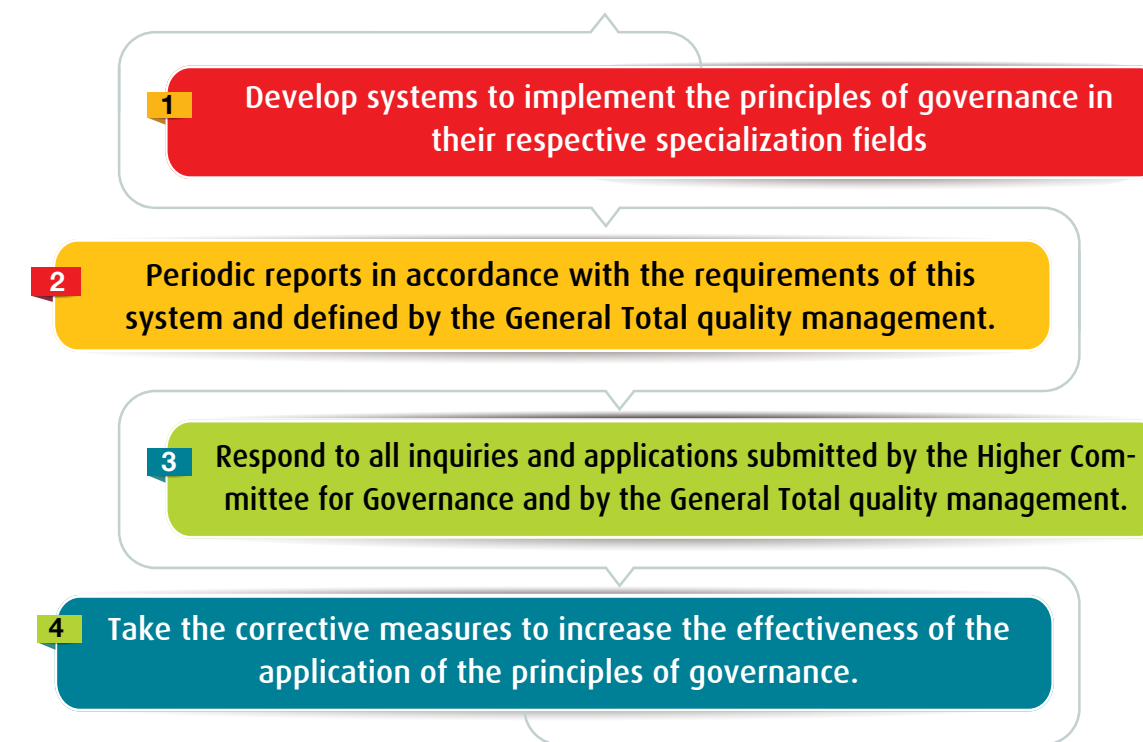 1
Develop systems to implement the principles of governance in
their respective specialization fields
2
Periodic reports in accordance with the requirements of this
system and defined by the General Total quality management.
3
Respond to all inquiries and applications submitted by the Higher Com-
mittee for Governance and by the General Total quality management.
4
Take the corrective measures to increase the effectiveness of the
application of the principles of governance.